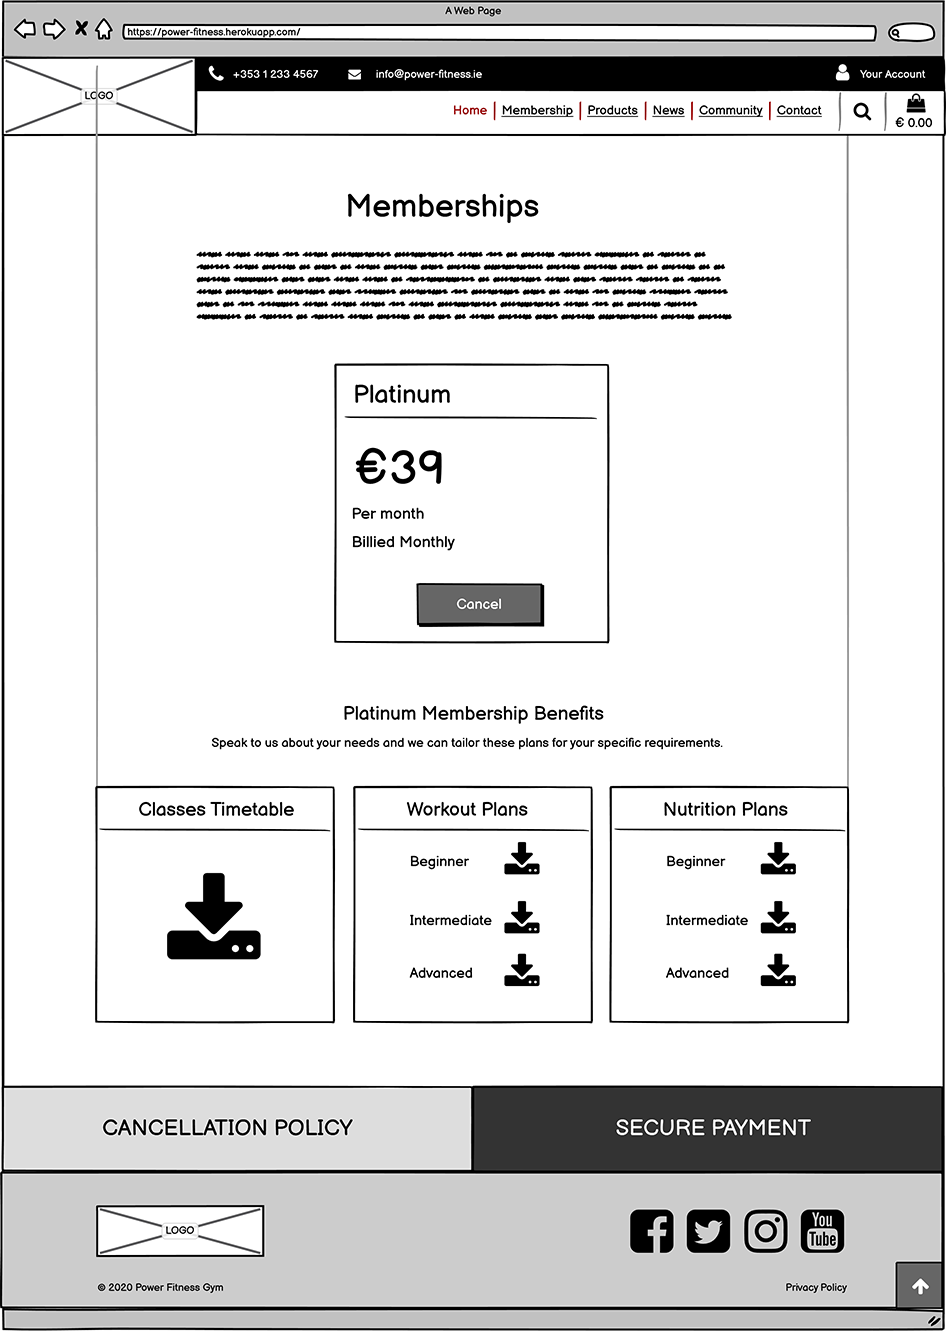 A Web Page
https://power-fitness.herokuapp.com/
LOGO
+353 1 233 4567
info@power-fitness.ie
Your Account
Home
Membership
Products
News
Community
Contact
€ 0.00
Memberships
Platinum
€39
Per month
Billied Monthly
Cancel
Platinum Membership Benefits
Speak to us about your needs and we can tailor these plans for your specific requirements.
Classes Timetable
Workout Plans
Beginner
Intermediate
Advanced
Nutrition Plans
Beginner
Intermediate
Advanced
CANCELLATION POLICY
SECURE PAYMENT
LOGO
You
Tube
© 2020 Power Fitness Gym
Privacy Policy